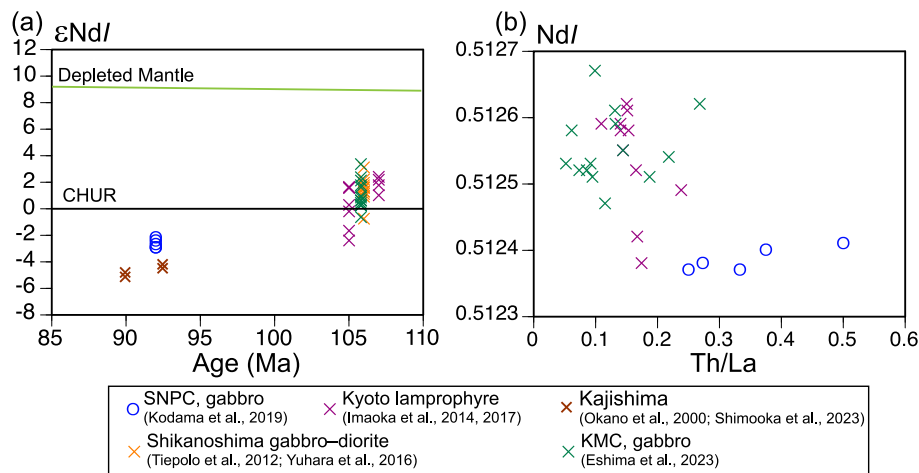 (a) εNdI
12
10
Depleted Mantle
8
6
4
2
CHUR
0
-2
-4
-6
-8
85 90 95 100 105 110
Age (Ma)
(b) NdI
0.5127
0.5126
0.5125
0.5124
0.5123
0 0.1 0.2 0.3 0.4 0.5 0.6
Th/La
SNPC, gabbro
(Kodama et al., 2019)
Kyoto lamprophyre
(Imaoka et al., 2014, 2017)
Kajishima
(Okano et al., 2000; Shimooka et al., 2023)
Shikanoshima gabbro–diorite
(Tiepolo et al., 2012; Yuhara et al., 2016)
KMC, gabbro
(Eshima et al., 2023)